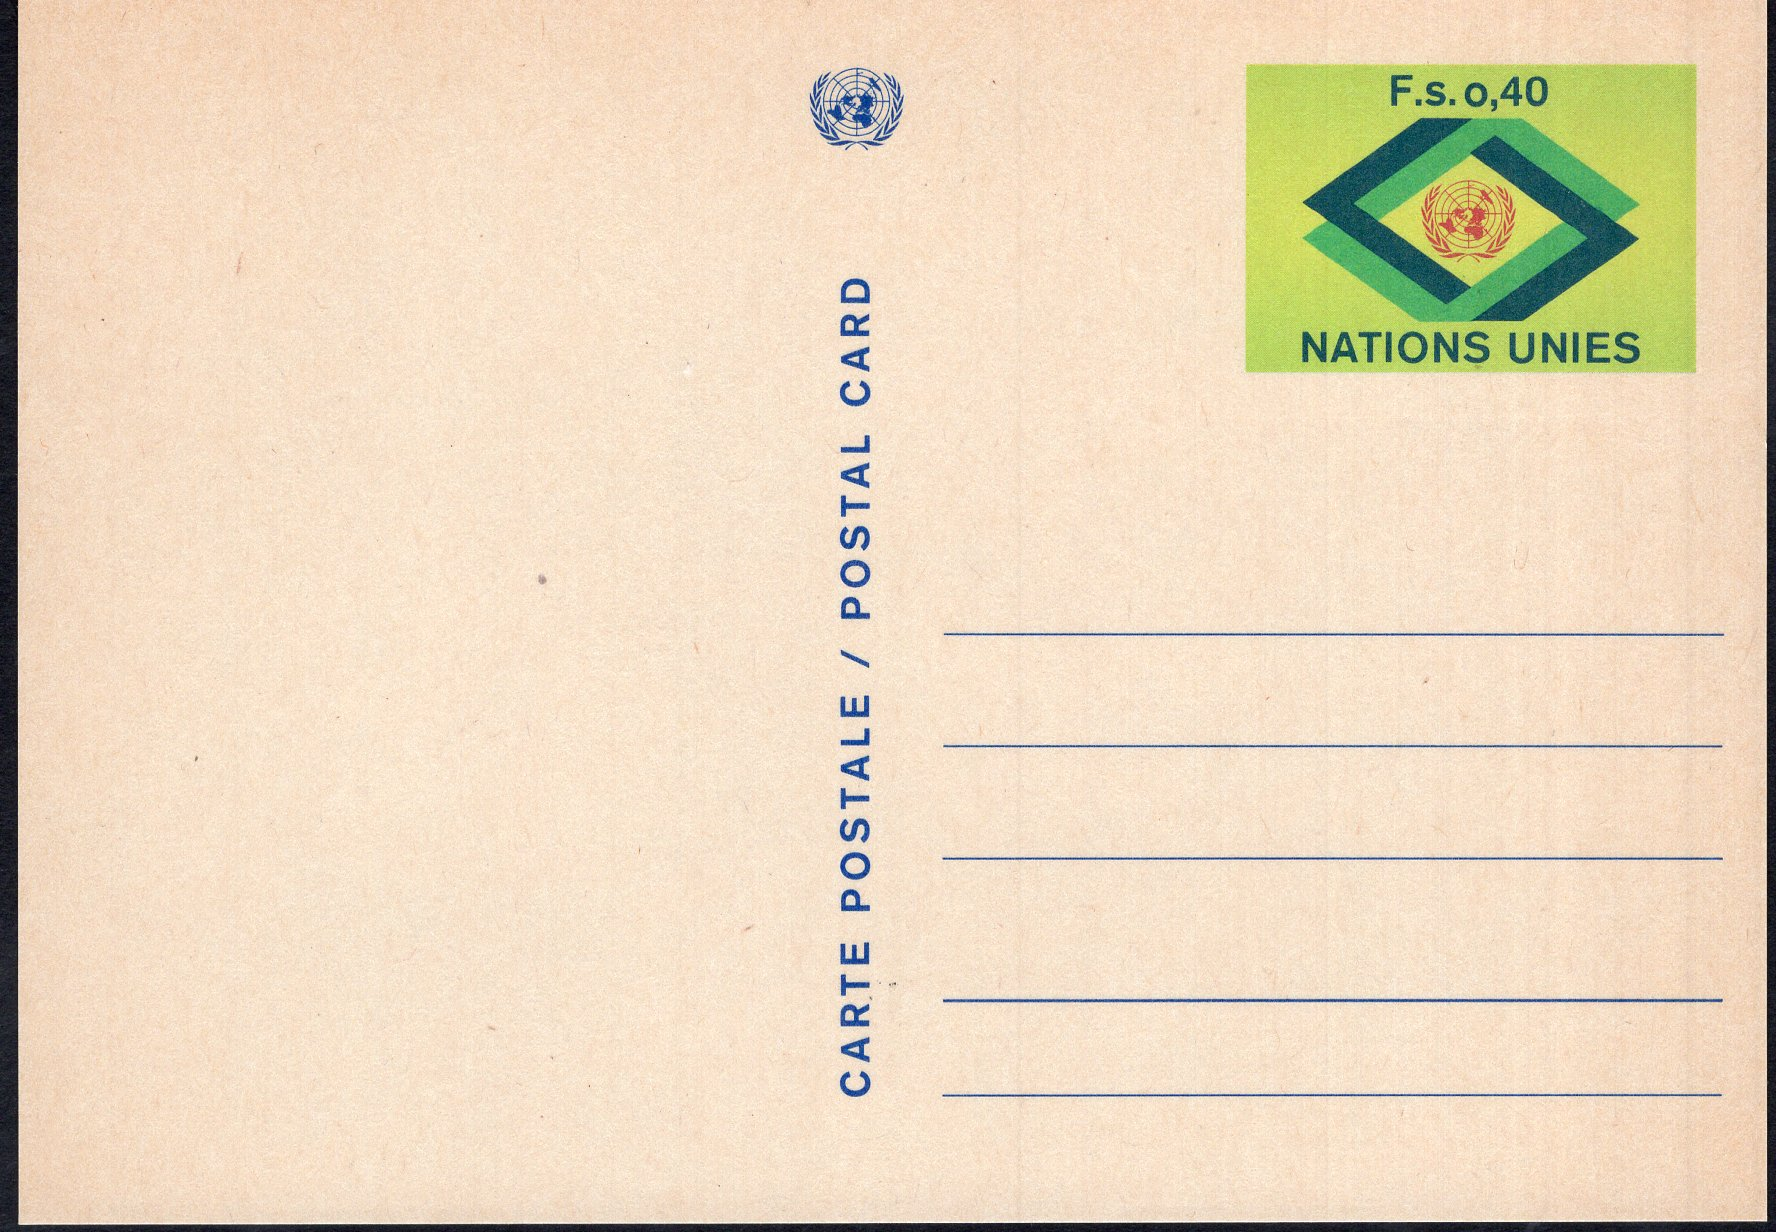 F.s. 0,40
NATIONS UNIES
CARTE POSTALE / POSTAL CARD